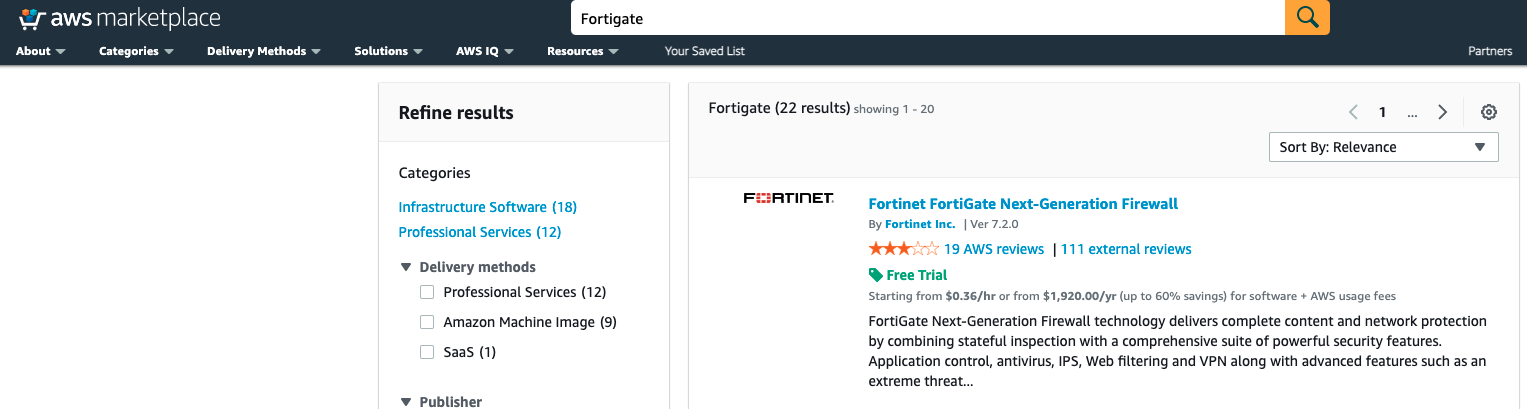 aws marketplace
Fortigate
About Categories Delivery Methods Solutions AWS IQ Resources Your Saved List Partners
Refine results
Categories
Infrastructure Software (18)
Professional Services (12)
Delivery methods
Professional Services (12)
Amazon Machine Image (9)
SaaS (1)
Publisher
Fortigate (22 results) showing 1 - 20
1 ...
Sort By: Relevance
FORTINET
Fortinet FortiGate Next-Generation Firewall
By Fortinet Inc. | Ver 7.2.0
19 AWS reviews | 111 external reviews
Free Trial
Starting from $0.36/hr or from $1,920.00/yr (up to 60% savings) for software + AWS usage fees
FortiGate Next-Generation Firewall technology delivers complete content and network protection
by combining stateful inspection with a comprehensive suite of powerful security features.
Application control, antivirus, IPS, Web filtering and VPN along with advanced features such as an
extreme threat...